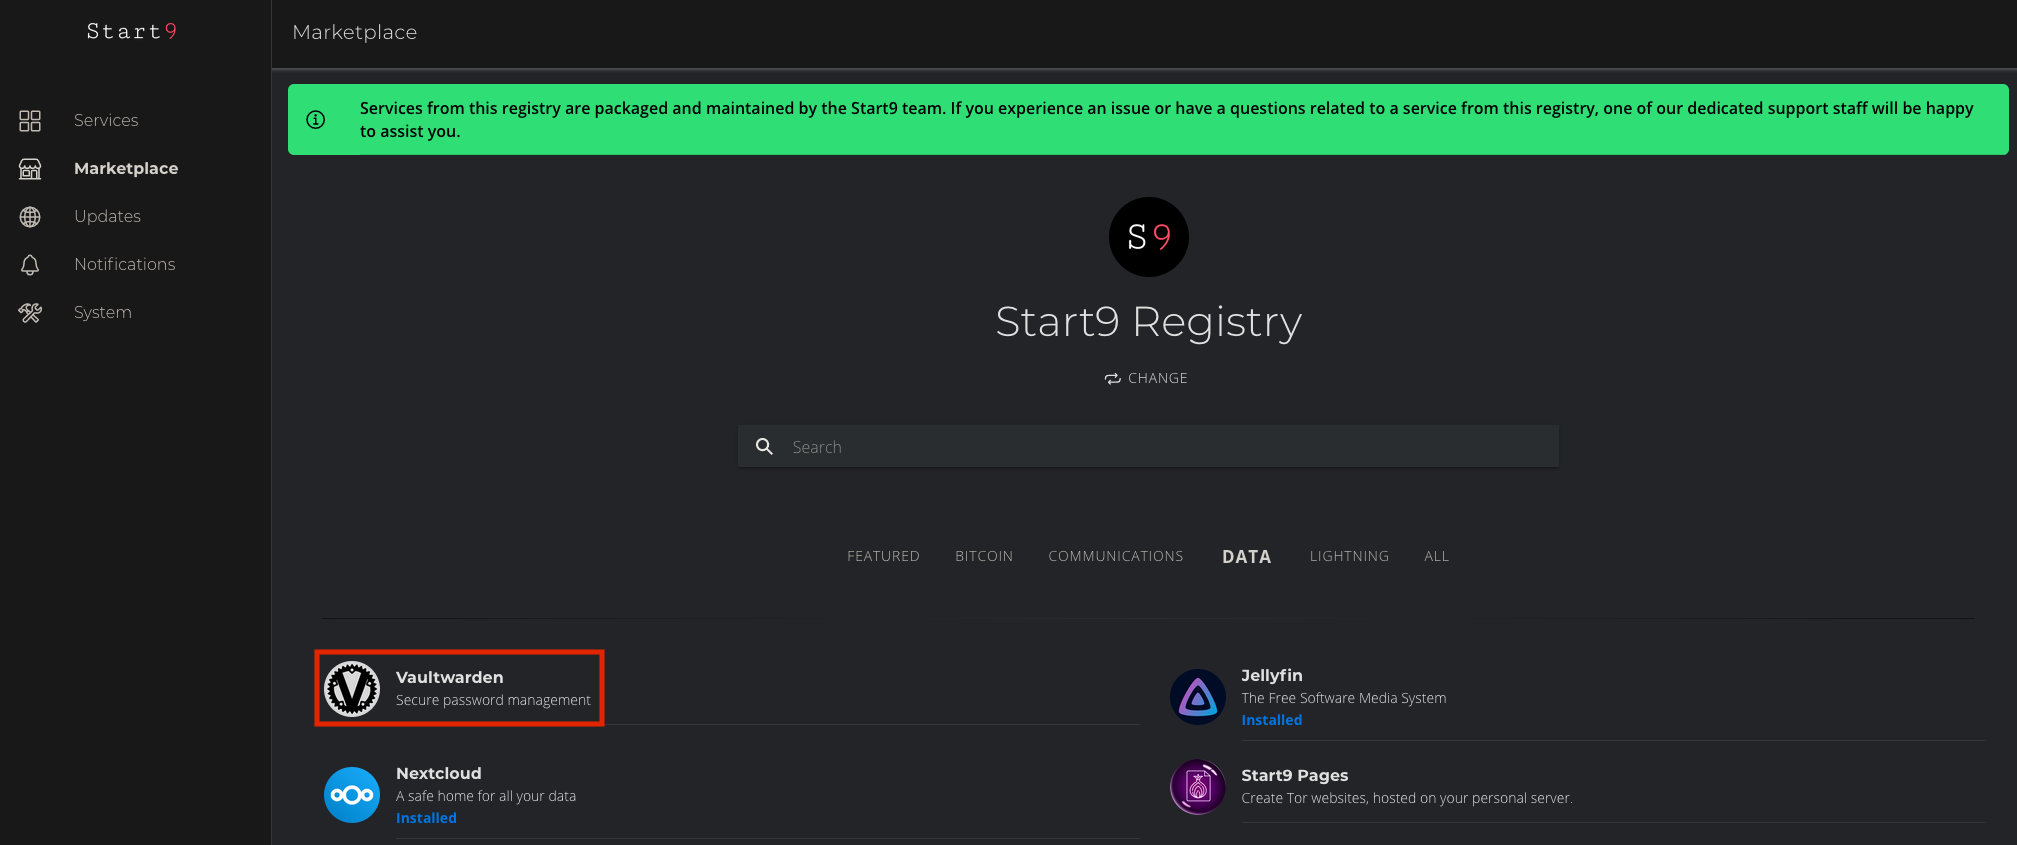 Start9
Marketplace
Services
Marketplace
Updates
Notifications
System
Services from this registry are packaged and maintained by the Start9 team. If you experience an issue or have a questions related to a service from this registry, one of our dedicated support staff will be happy
to assist you.
S9
Start9 Registry
CHANGE
Search
FEATURED BITCOIN COMMUNICATIONS DATA LIGHTNING ALL
Vaultwarden
Secure password management
Jellyfin
The Free Software Media System
Installed
Nextcloud
A safe home for all your data
Installed
Start9 Pages
Create Tor websites, hosted on your personal server.